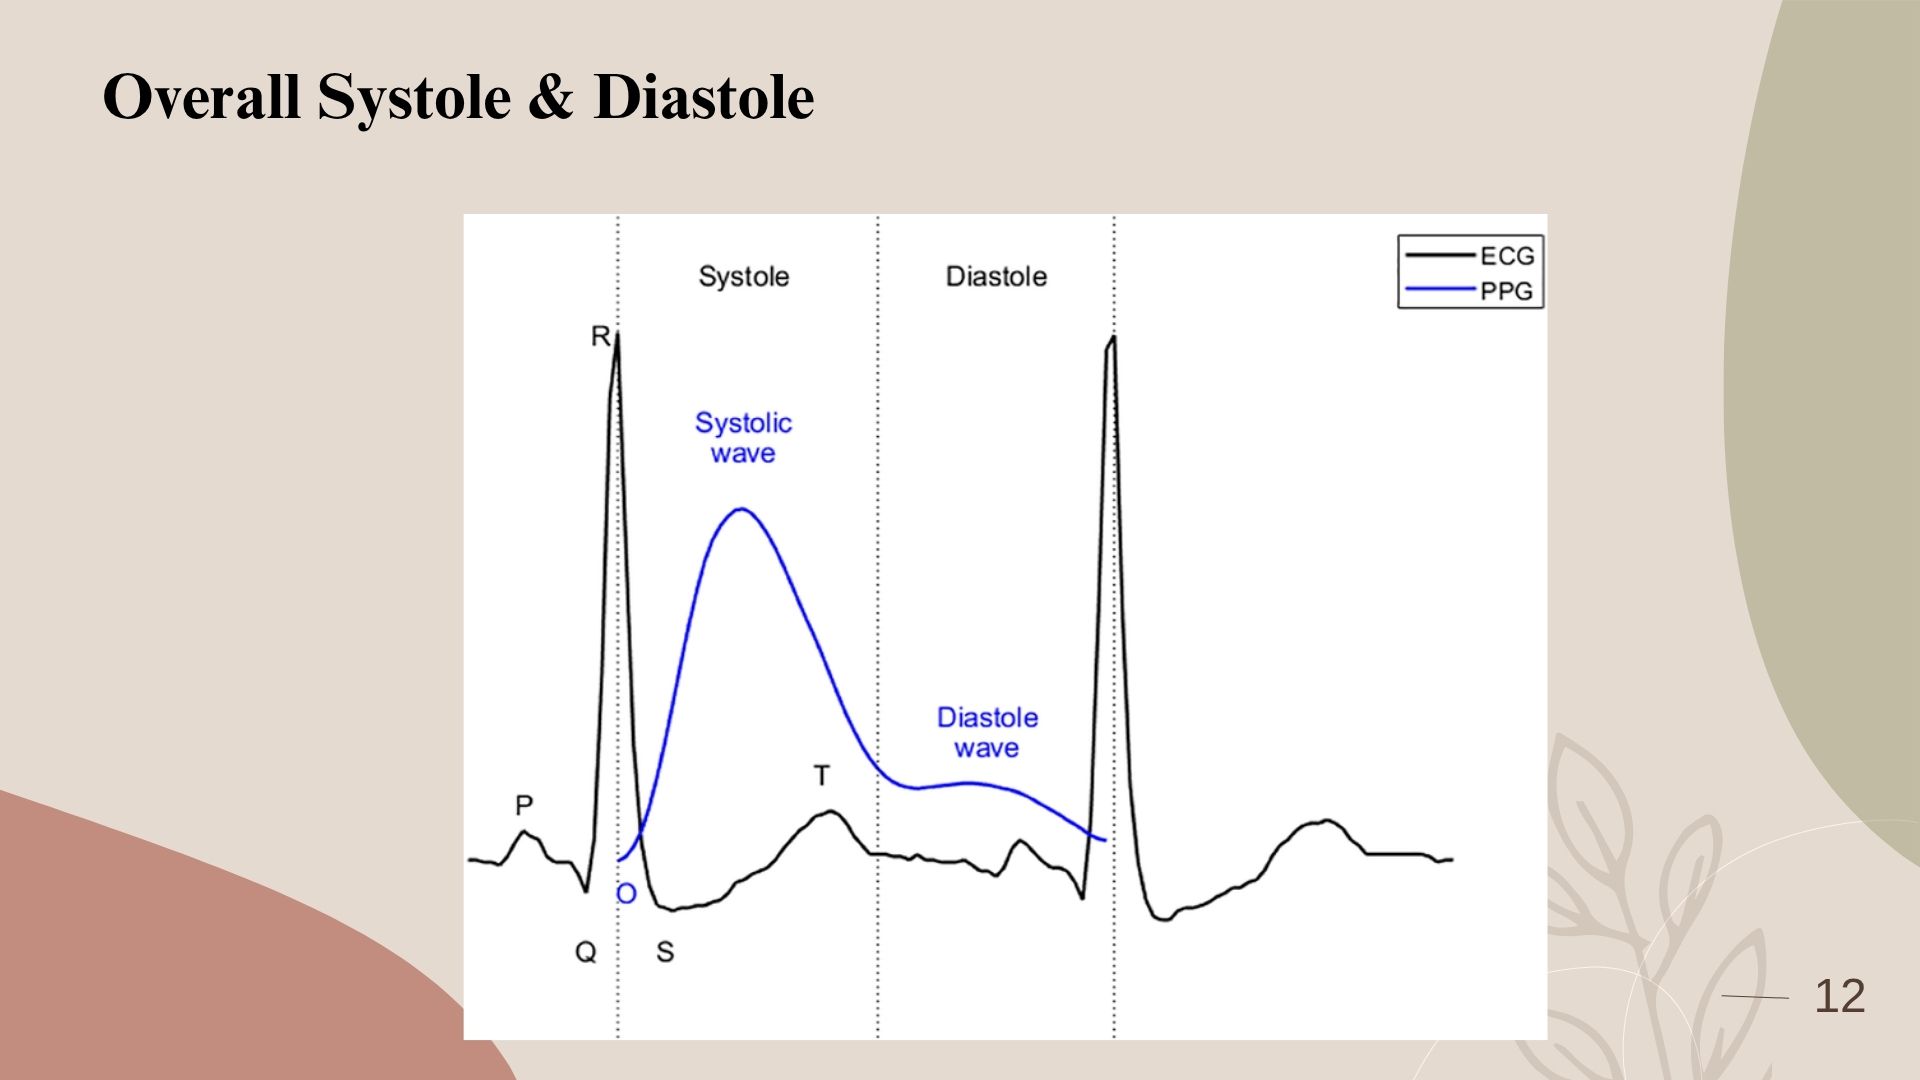 Overall Systole & Diastole
Systole
Diastole
ECG
PPG
R
Systolic
wave
Diastole
wave
T
P
O
Q
S
12